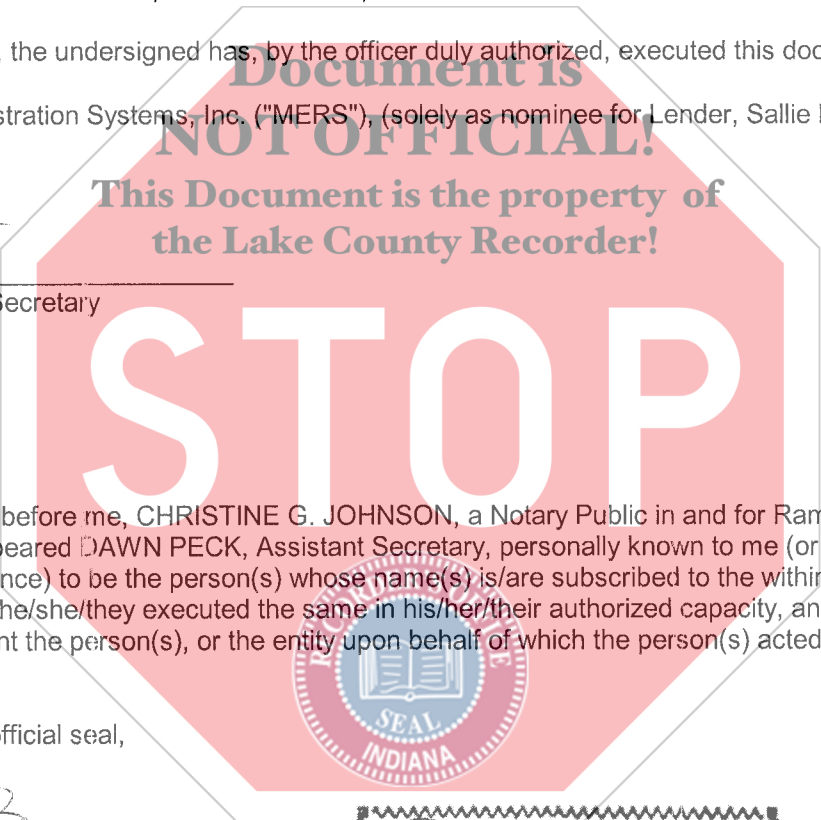 , the undersigned has, by the officer duly authorized, executed this doc
Document is
stration Systems, Inc. ("MERS"), (solely as nominee for Lender, Sallie
NOT OFFICIAL!
This Document is the property of
the Lake County Recorder!
Secretary
STOP
before me, CHRISTINE G. JOHNSON, a Notary Public in and for Ram
peared DAWN PECK, Assistant Secretary, personally known to me (or
nce) to be the person(s) whose name(s) is/are subscribed to the within
he/she/they executed the same in his/her/their authorized capacity, an
nt the person(s), or the entity upon behalf of which the person(s) acted
RECORDER'S OFFICE
SEAL
INDIANA
fficial seal,